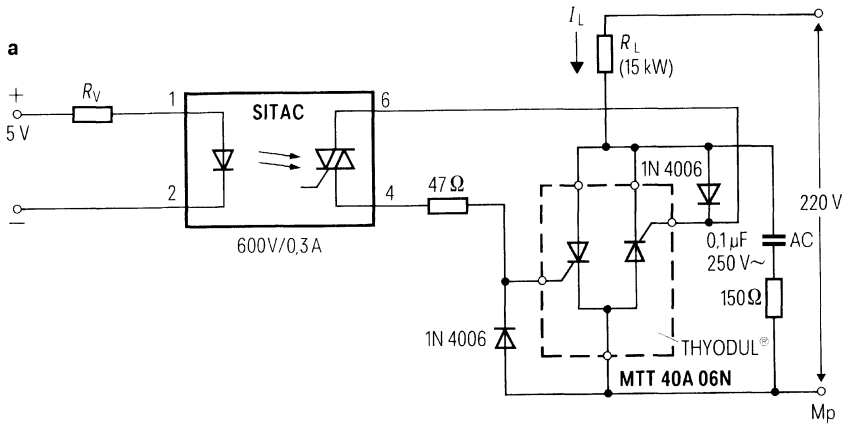 a
I_L
R_L
(15 kW)
+
5 V
−
R_V
1
SITAC
6
2
4
600V/0,3A
47 Ω
1N 4006
1N 4006
0,1 µF
250 V~
AC
150 Ω
220 V
THYODUL®
MTT 40A 06N
Mp